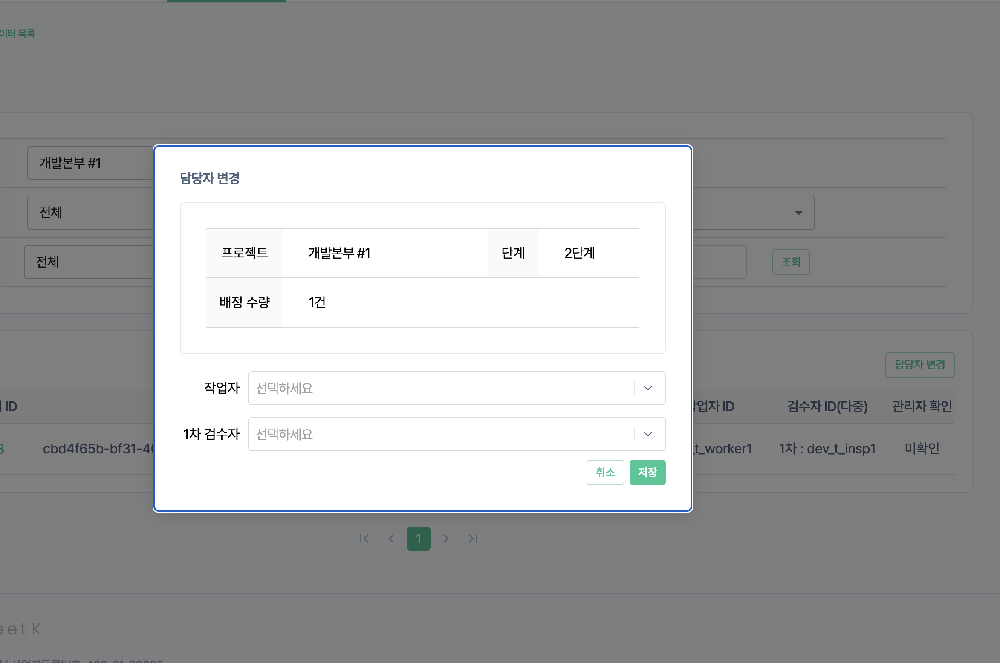 이터 목록
개발본부 #1
전체
전체
조회
담당자 변경
프로젝트 개발본부 #1 단계 2단계
배정 수량 1건
작업자 선택하세요
1차 검수자 선택하세요
취소 저장
담당자 변경
ID 작업자 ID 검수자 ID(다중) 관리자 확인
3 cbd4f65b-bf31-4 t_worker1 1차 : dev_t_insp1 미확인
1
eet K